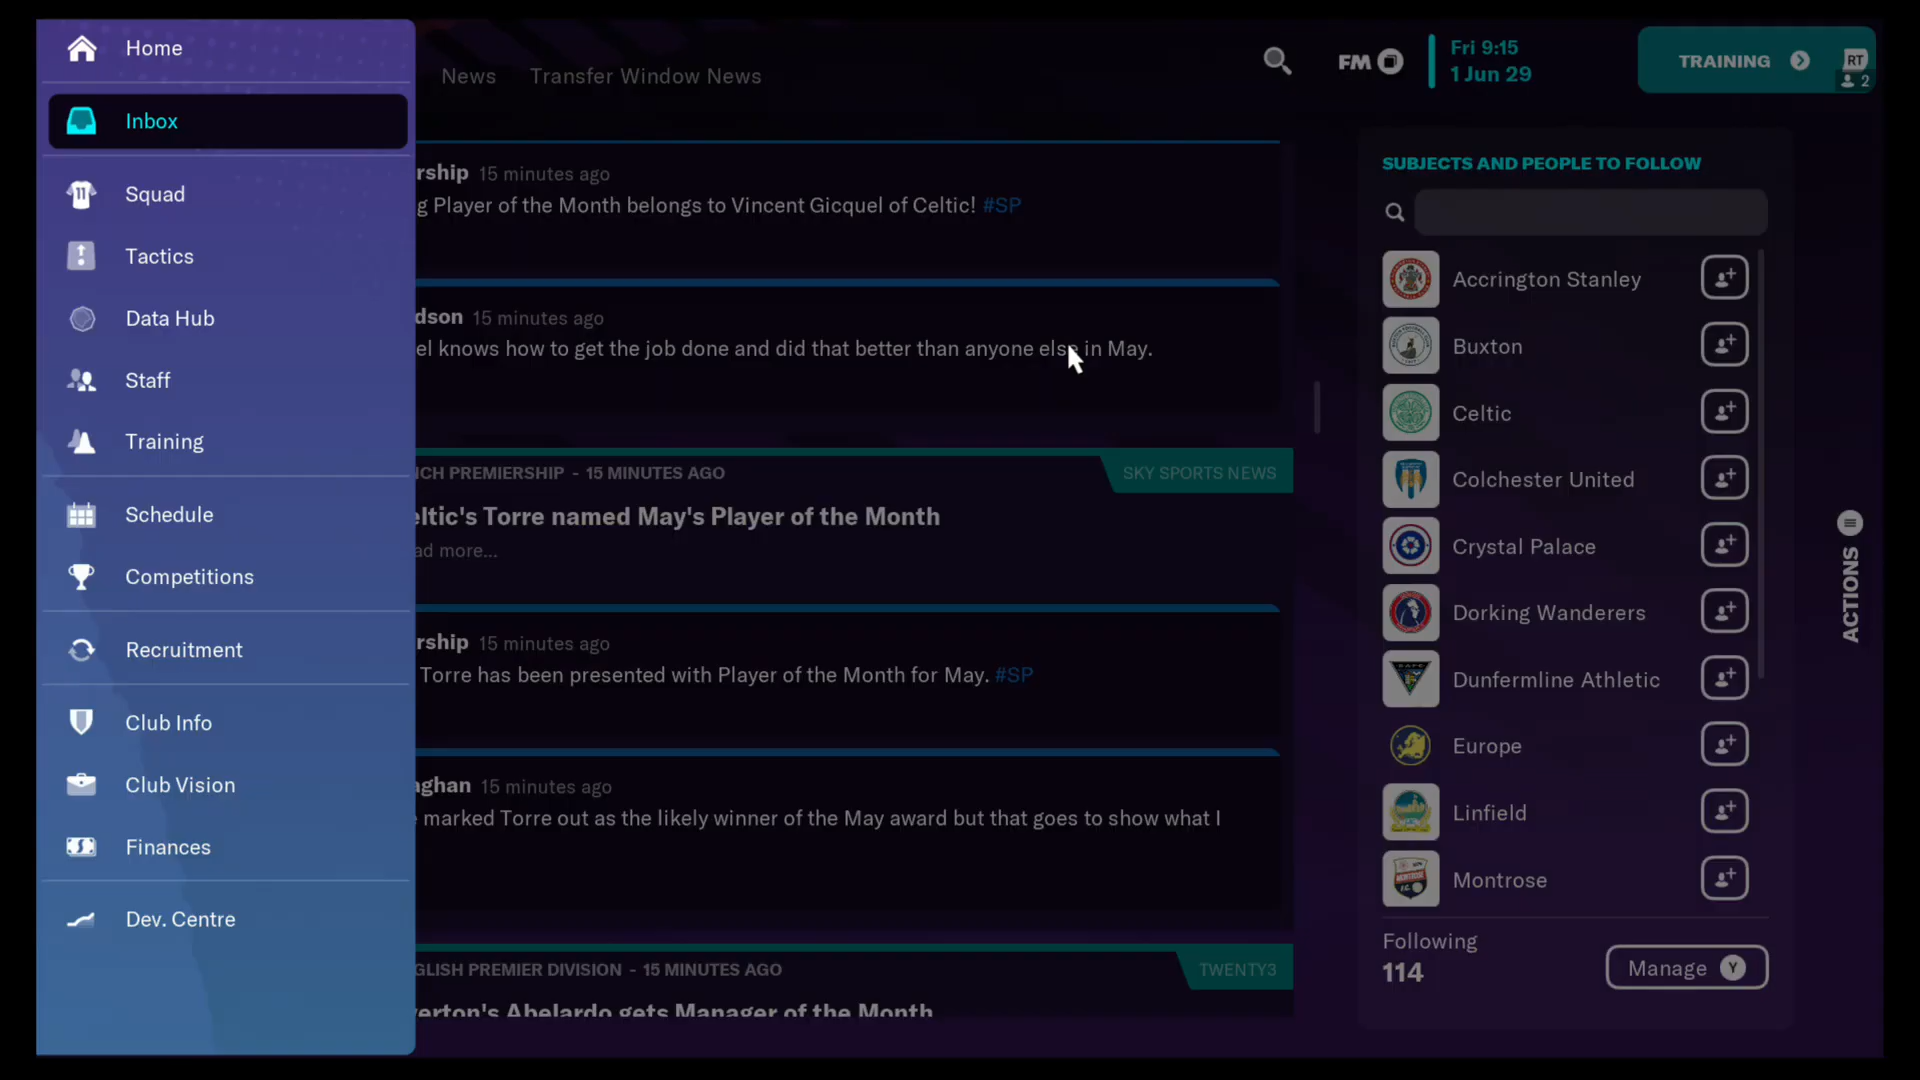 Home
Inbox
Squad
Tactics
Data Hub
Staff
Training
Schedule
Competitions
Recruitment
Club Info
Club Vision
Finances
Dev. Centre
News Transfer Window News
FM
Fri 9:15
1 Jun 29
TRAINING
RT
2
rship 15 minutes ago
g Player of the Month belongs to Vincent Gicquel of Celtic! #SP
dson 15 minutes ago
el knows how to get the job done and did that better than anyone else in May.
ICH PREMIERSHIP - 15 MINUTES AGO
SKY SPORTS NEWS
eltic's Torre named May's Player of the Month
ad more...
rship 15 minutes ago
Torre has been presented with Player of the Month for May. #SP
aghan 15 minutes ago
marked Torre out as the likely winner of the May award but that goes to show what I
GLISH PREMIER DIVISION - 15 MINUTES AGO
TWENTY3
verton's Abelardo gets Manager of the Month
SUBJECTS AND PEOPLE TO FOLLOW
Accrington Stanley
Buxton
Celtic
Colchester United
Crystal Palace
Dorking Wanderers
Dunfermline Athletic
Europe
Linfield
Montrose
Following
114
Manage Y
ACTIONS